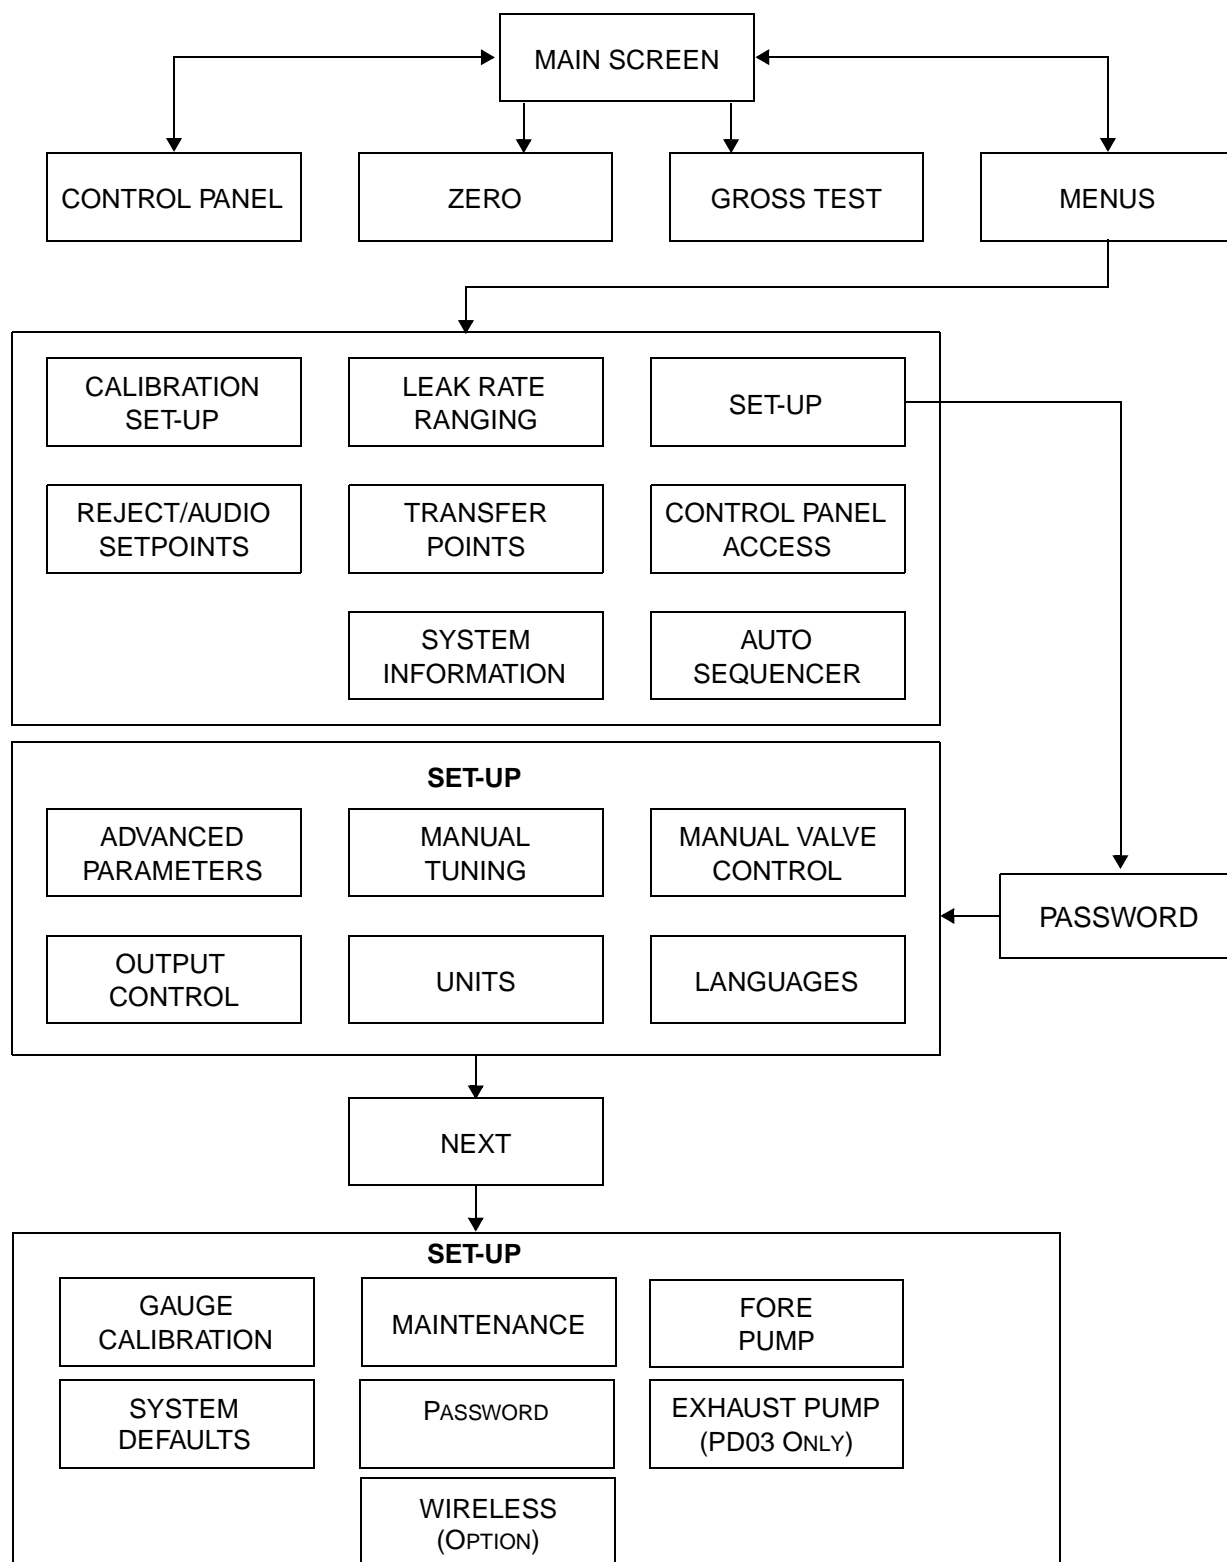 MAIN SCREEN
CONTROL PANEL
ZERO
GROSS TEST
MENUS
CALIBRATION
SET-UP
LEAK RATE
RANGING
SET-UP
REJECT/AUDIO
SETPOINTS
TRANSFER
POINTS
CONTROL PANEL
ACCESS
SYSTEM
INFORMATION
AUTO
SEQUENCER
SET-UP
ADVANCED
PARAMETERS
MANUAL
TUNING
MANUAL VALVE
CONTROL
PASSWORD
OUTPUT
CONTROL
UNITS
LANGUAGES
NEXT
SET-UP
GAUGE
CALIBRATION
MAINTENANCE
FORE
PUMP
SYSTEM
DEFAULTS
PASSWORD
EXHAUST PUMP
(PD03 ONLY)
WIRELESS
(OPTION)